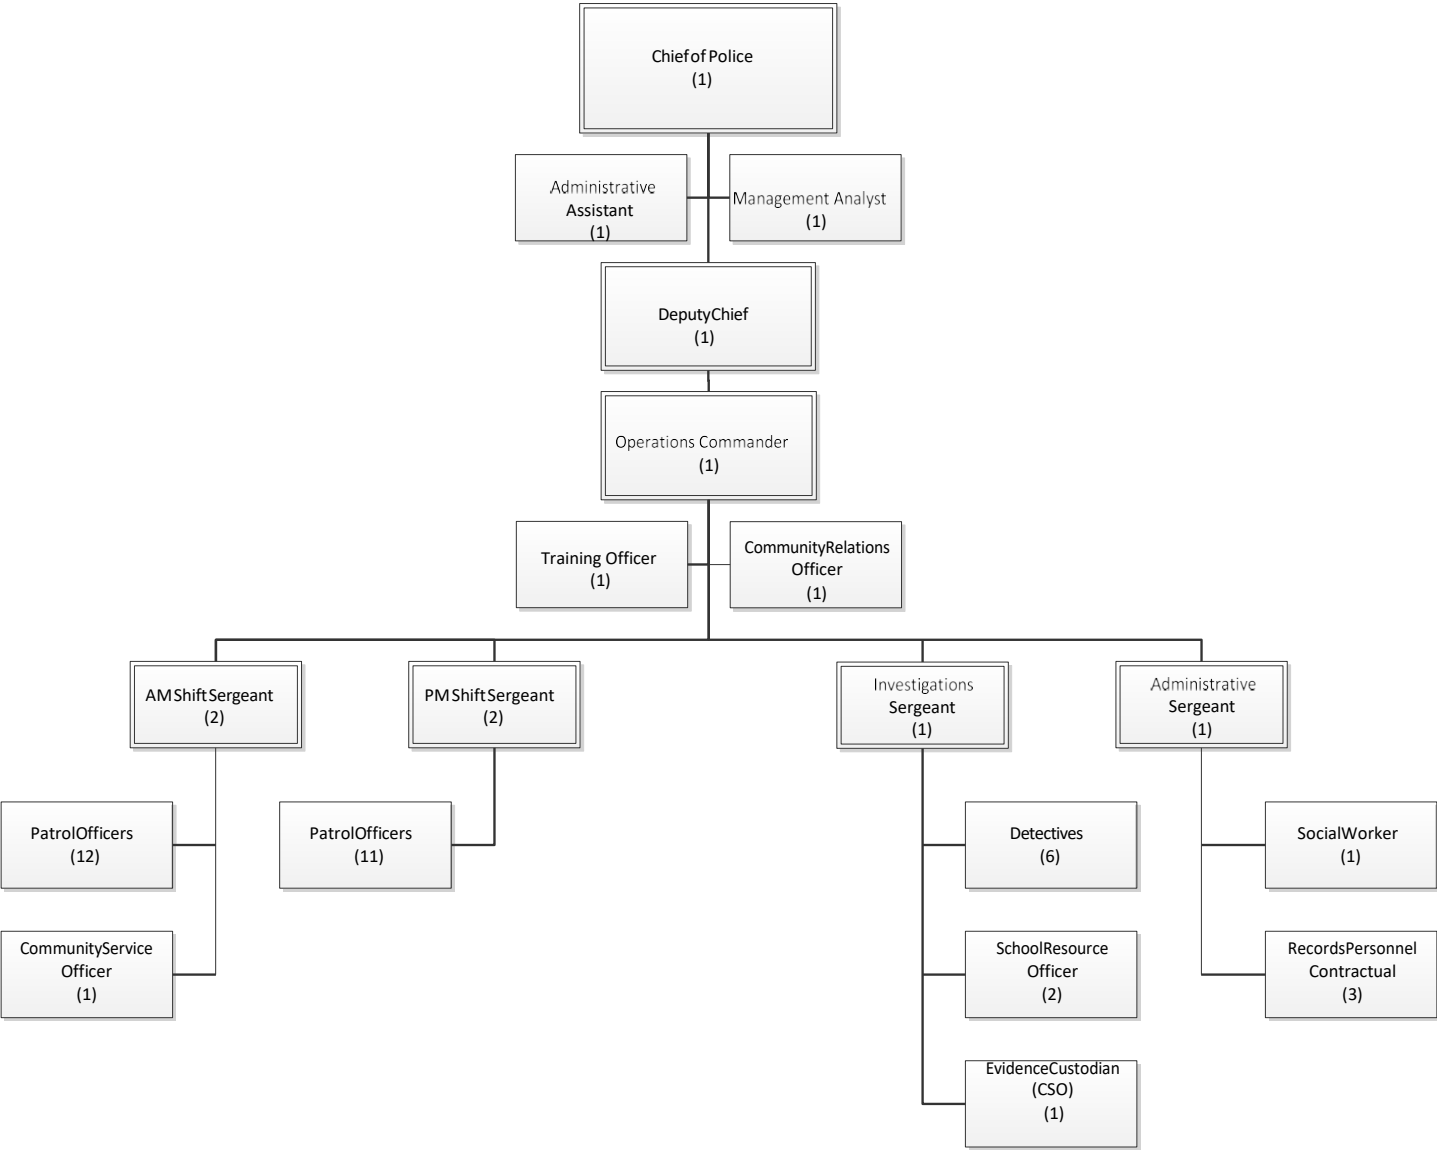 Chief of Police
(1)
Administrative
Assistant
(1)
Management Analyst
(1)
Deputy Chief
(1)
Operations Commander
(1)
Training Officer
(1)
Community Relations
Officer
(1)
AM Shift Sergeant
(2)
PM Shift Sergeant
(2)
Investigations
Sergeant
(1)
Administrative
Sergeant
(1)
Patrol Officers
(12)
Patrol Officers
(11)
Detectives
(6)
Social Worker
(1)
Community Service
Officer
(1)
School Resource
Officer
(2)
Records Personnel
Contractual
(3)
Evidence Custodian
(CSO)
(1)